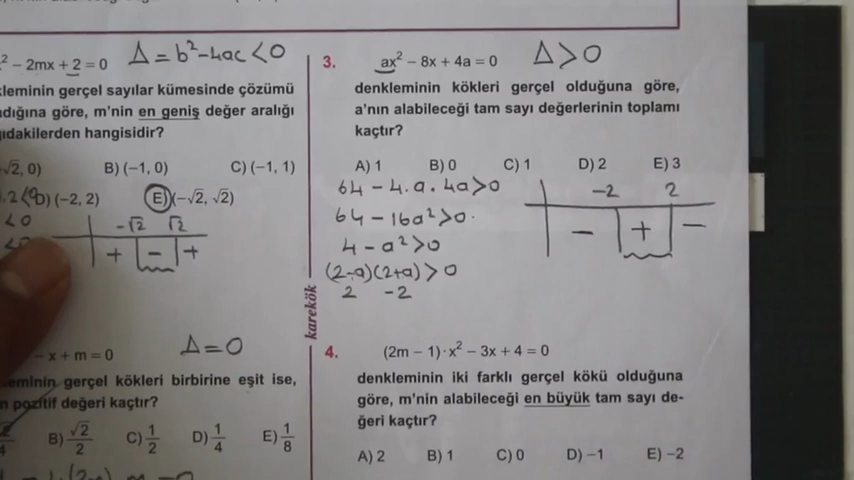 ² – 2mx + 2 = 0 Δ = b² – 4ac < 0
kleminin gerçel sayılar kümesinde çözümü
adığına göre, m'nin en geniş değer aralığı
ıdakilerden hangisidir?
√2, 0) B) (–1, 0) C) (–1, 1)
D) (–2, 2) E) (–√2, √2)
< 0
–√2 √2
+ – +
– x + m = 0 Δ = 0
eminin gerçel kökleri birbirine eşit ise,
n pozitif değeri kaçtır?
B) √2/2 C) 1/2 D) 1/4 E) 1/8
karekök
3. ax² – 8x + 4a = 0 Δ > 0
denkleminin kökleri gerçel olduğuna göre,
a'nın alabileceği tam sayı değerlerinin toplamı
kaçtır?
A) 1 B) 0 C) 1 D) 2 E) 3
64 – 4.a.4a > 0
64 – 16a² > 0
4 – a² > 0
(2-a)(2+a) > 0
2 -2
–2 2
– + –
4. (2m – 1)·x² – 3x + 4 = 0
denkleminin iki farklı gerçel kökü olduğuna
göre, m'nin alabileceği en büyük tam sayı de-
ğeri kaçtır?
A) 2 B) 1 C) 0 D) –1 E) –2